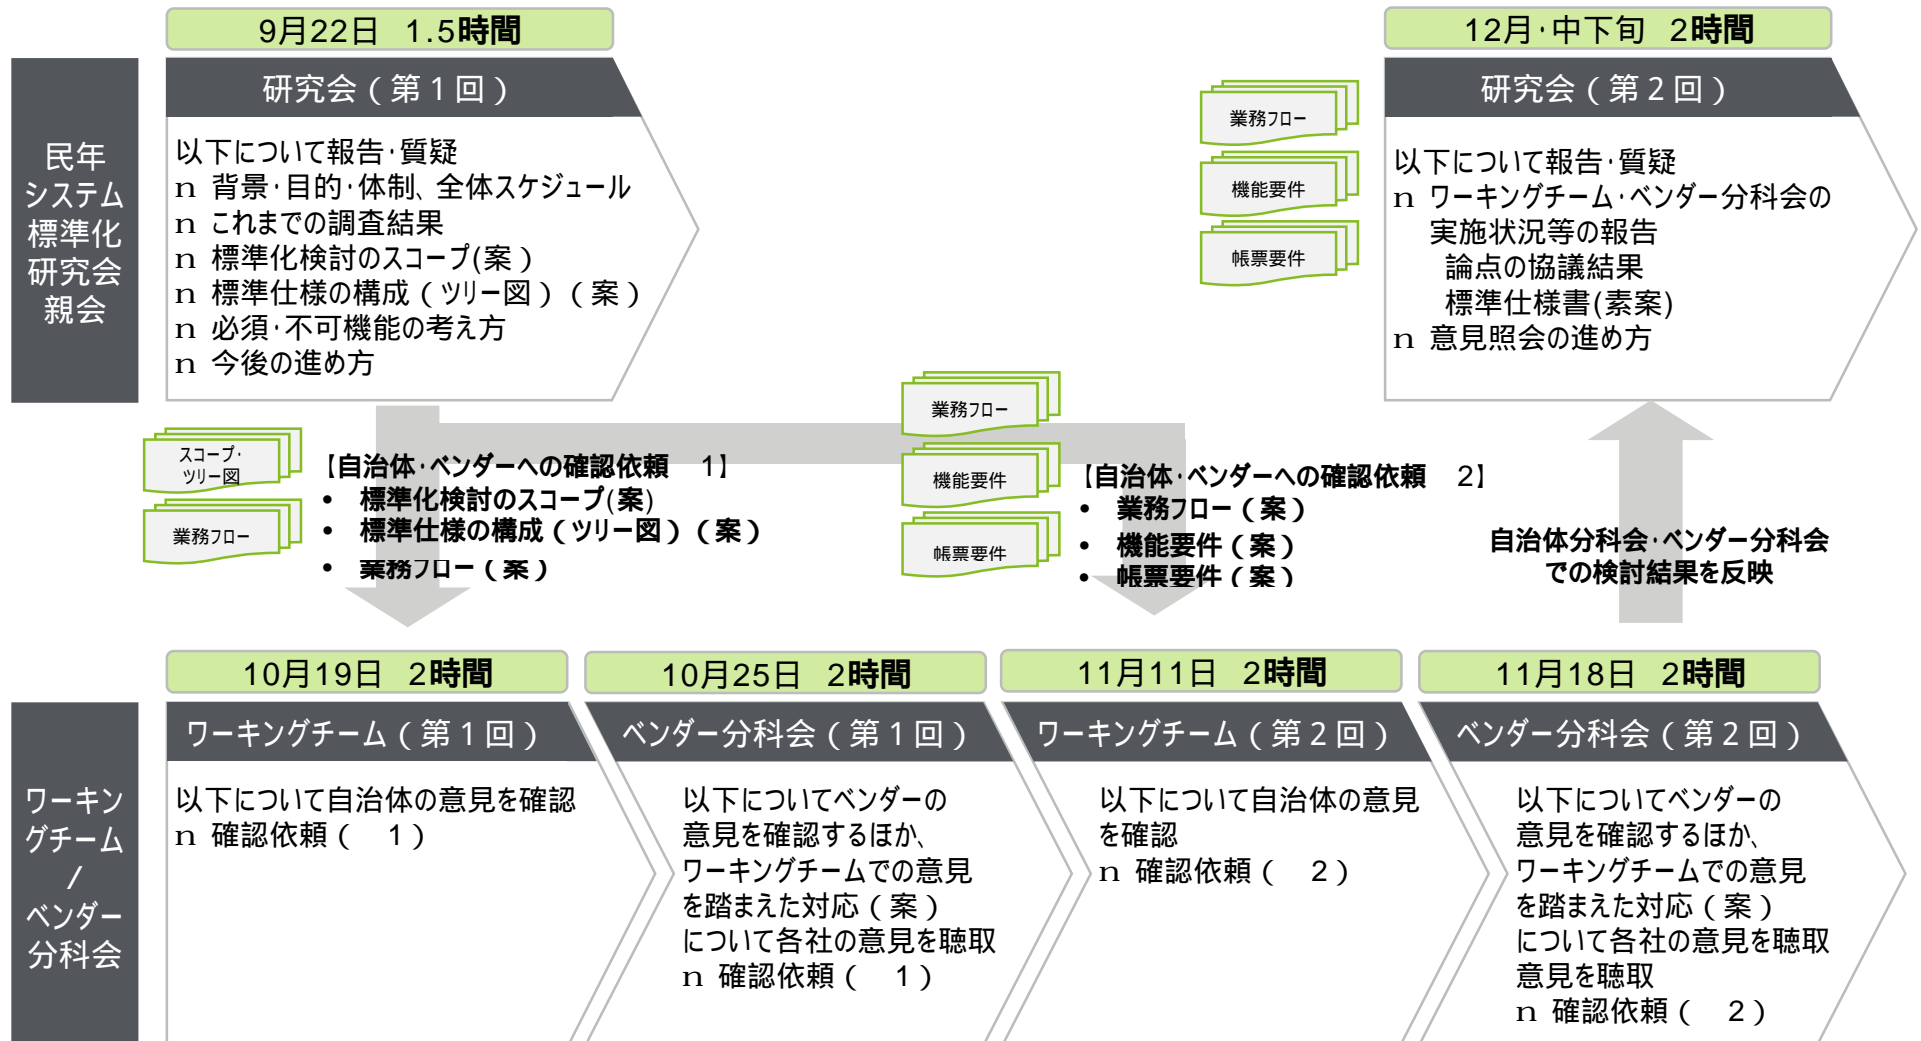 9月22日 1.5時間
12月・中下旬 2時間
民年
システム
標準化
研究会
親会
研究会(第1回)
以下について報告・質疑
n 背景・目的・体制、全体スケジュール
n これまでの調査結果
n 標準化検討のスコープ(案)
n 標準仕様の構成(ツリー図)(案)
n 必須・不可機能の考え方
n 今後の進め方
業務フロー
機能要件
帳票要件
研究会(第2回)
以下について報告・質疑
n ワーキングチーム・ベンダー分科会の
実施状況等の報告
論点の協議結果
標準仕様書(素案)
n 意見照会の進め方
スコープ・
ツリー図
業務フロー
【自治体・ベンダーへの確認依頼 1】
• 標準化検討のスコープ(案)
• 標準仕様の構成(ツリー図)(案)
• 業務フロー(案)
業務フロー
機能要件
帳票要件
【自治体・ベンダーへの確認依頼 2】
• 業務フロー(案)
• 機能要件(案)
• 帳票要件(案)
自治体分科会・ベンダー分科会
での検討結果を反映
10月19日 2時間
10月25日 2時間
11月11日 2時間
11月18日 2時間
ワーキン
グチーム
/
ベンダー
分科会
ワーキングチーム(第1回)
以下について自治体の意見を確認
n 確認依頼( 1)
ベンダー分科会(第1回)
以下についてベンダーの
意見を確認するほか、
ワーキングチームでの意見
を踏まえた対応(案)
について各社の意見を聴取
n 確認依頼( 1)
ワーキングチーム(第2回)
以下について自治体の意見
を確認
n 確認依頼( 2)
ベンダー分科会(第2回)
以下についてベンダーの
意見を確認するほか、
ワーキングチームでの意見
を踏まえた対応(案)
について各社の意見を聴取
意見を聴取
n 確認依頼( 2)